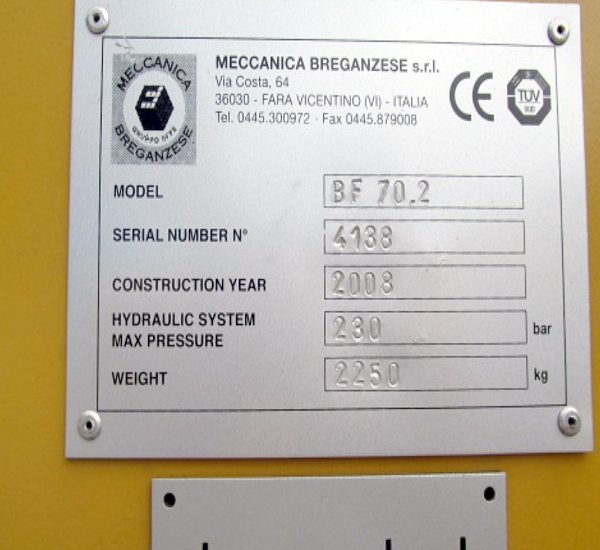 MECCANICA
BREGANZESE
MECCANICA BREGANZESE s.r.l.
Via Costa, 64
36030 - FARA VICENTINO (VI) - ITALIA
Tel. 0445.300972 - Fax 0445.879008
CE
TÜV
SÜD
MODEL BF 70.2
SERIAL NUMBER N° 4138
CONSTRUCTION YEAR 2008
HYDRAULIC SYSTEM
MAX PRESSURE 230 bar
WEIGHT 2250 kg